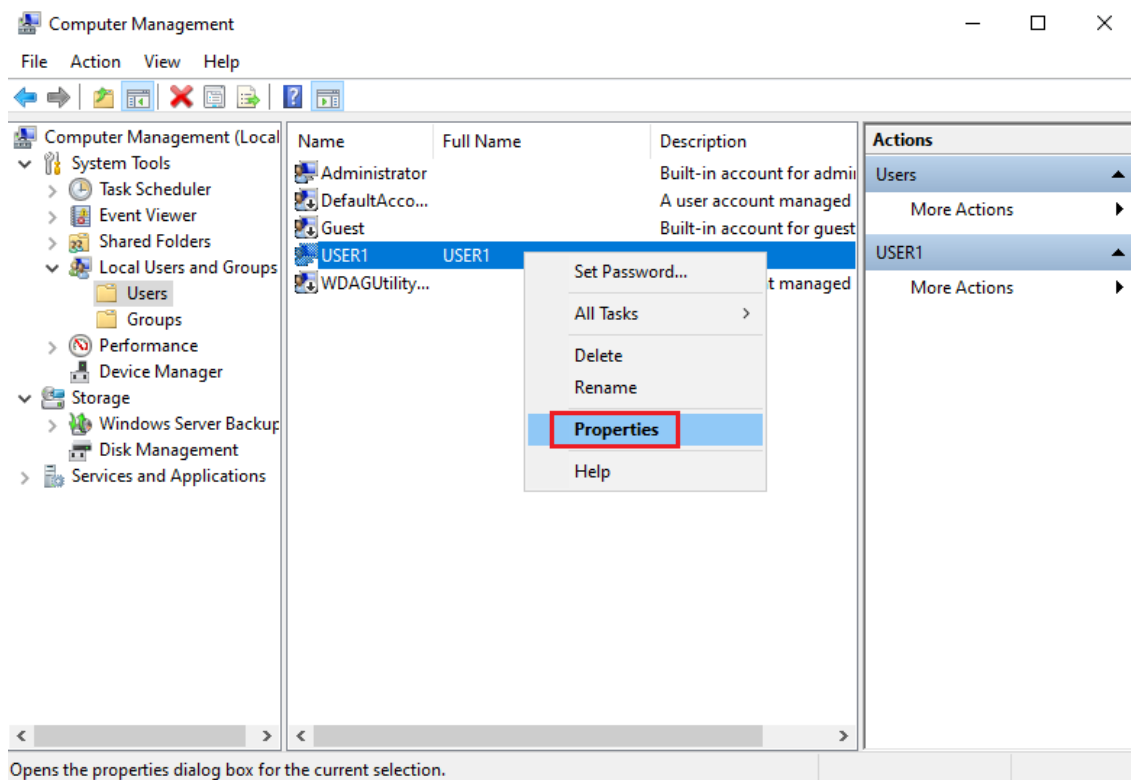 Computer Management
File Action View Help
Computer Management (Local
System Tools
Task Scheduler
Event Viewer
Shared Folders
Local Users and Groups
Users
Groups
Performance
Device Manager
Storage
Windows Server Backup
Disk Management
Services and Applications
Name Full Name Description
Administrator Built-in account for admin
DefaultAcco... A user account managed
Guest Built-in account for guest
USER1 USER1
WDAGUtility... t managed
Set Password...
All Tasks
Delete
Rename
Properties
Help
Actions
Users
More Actions
USER1
More Actions
Opens the properties dialog box for the current selection.